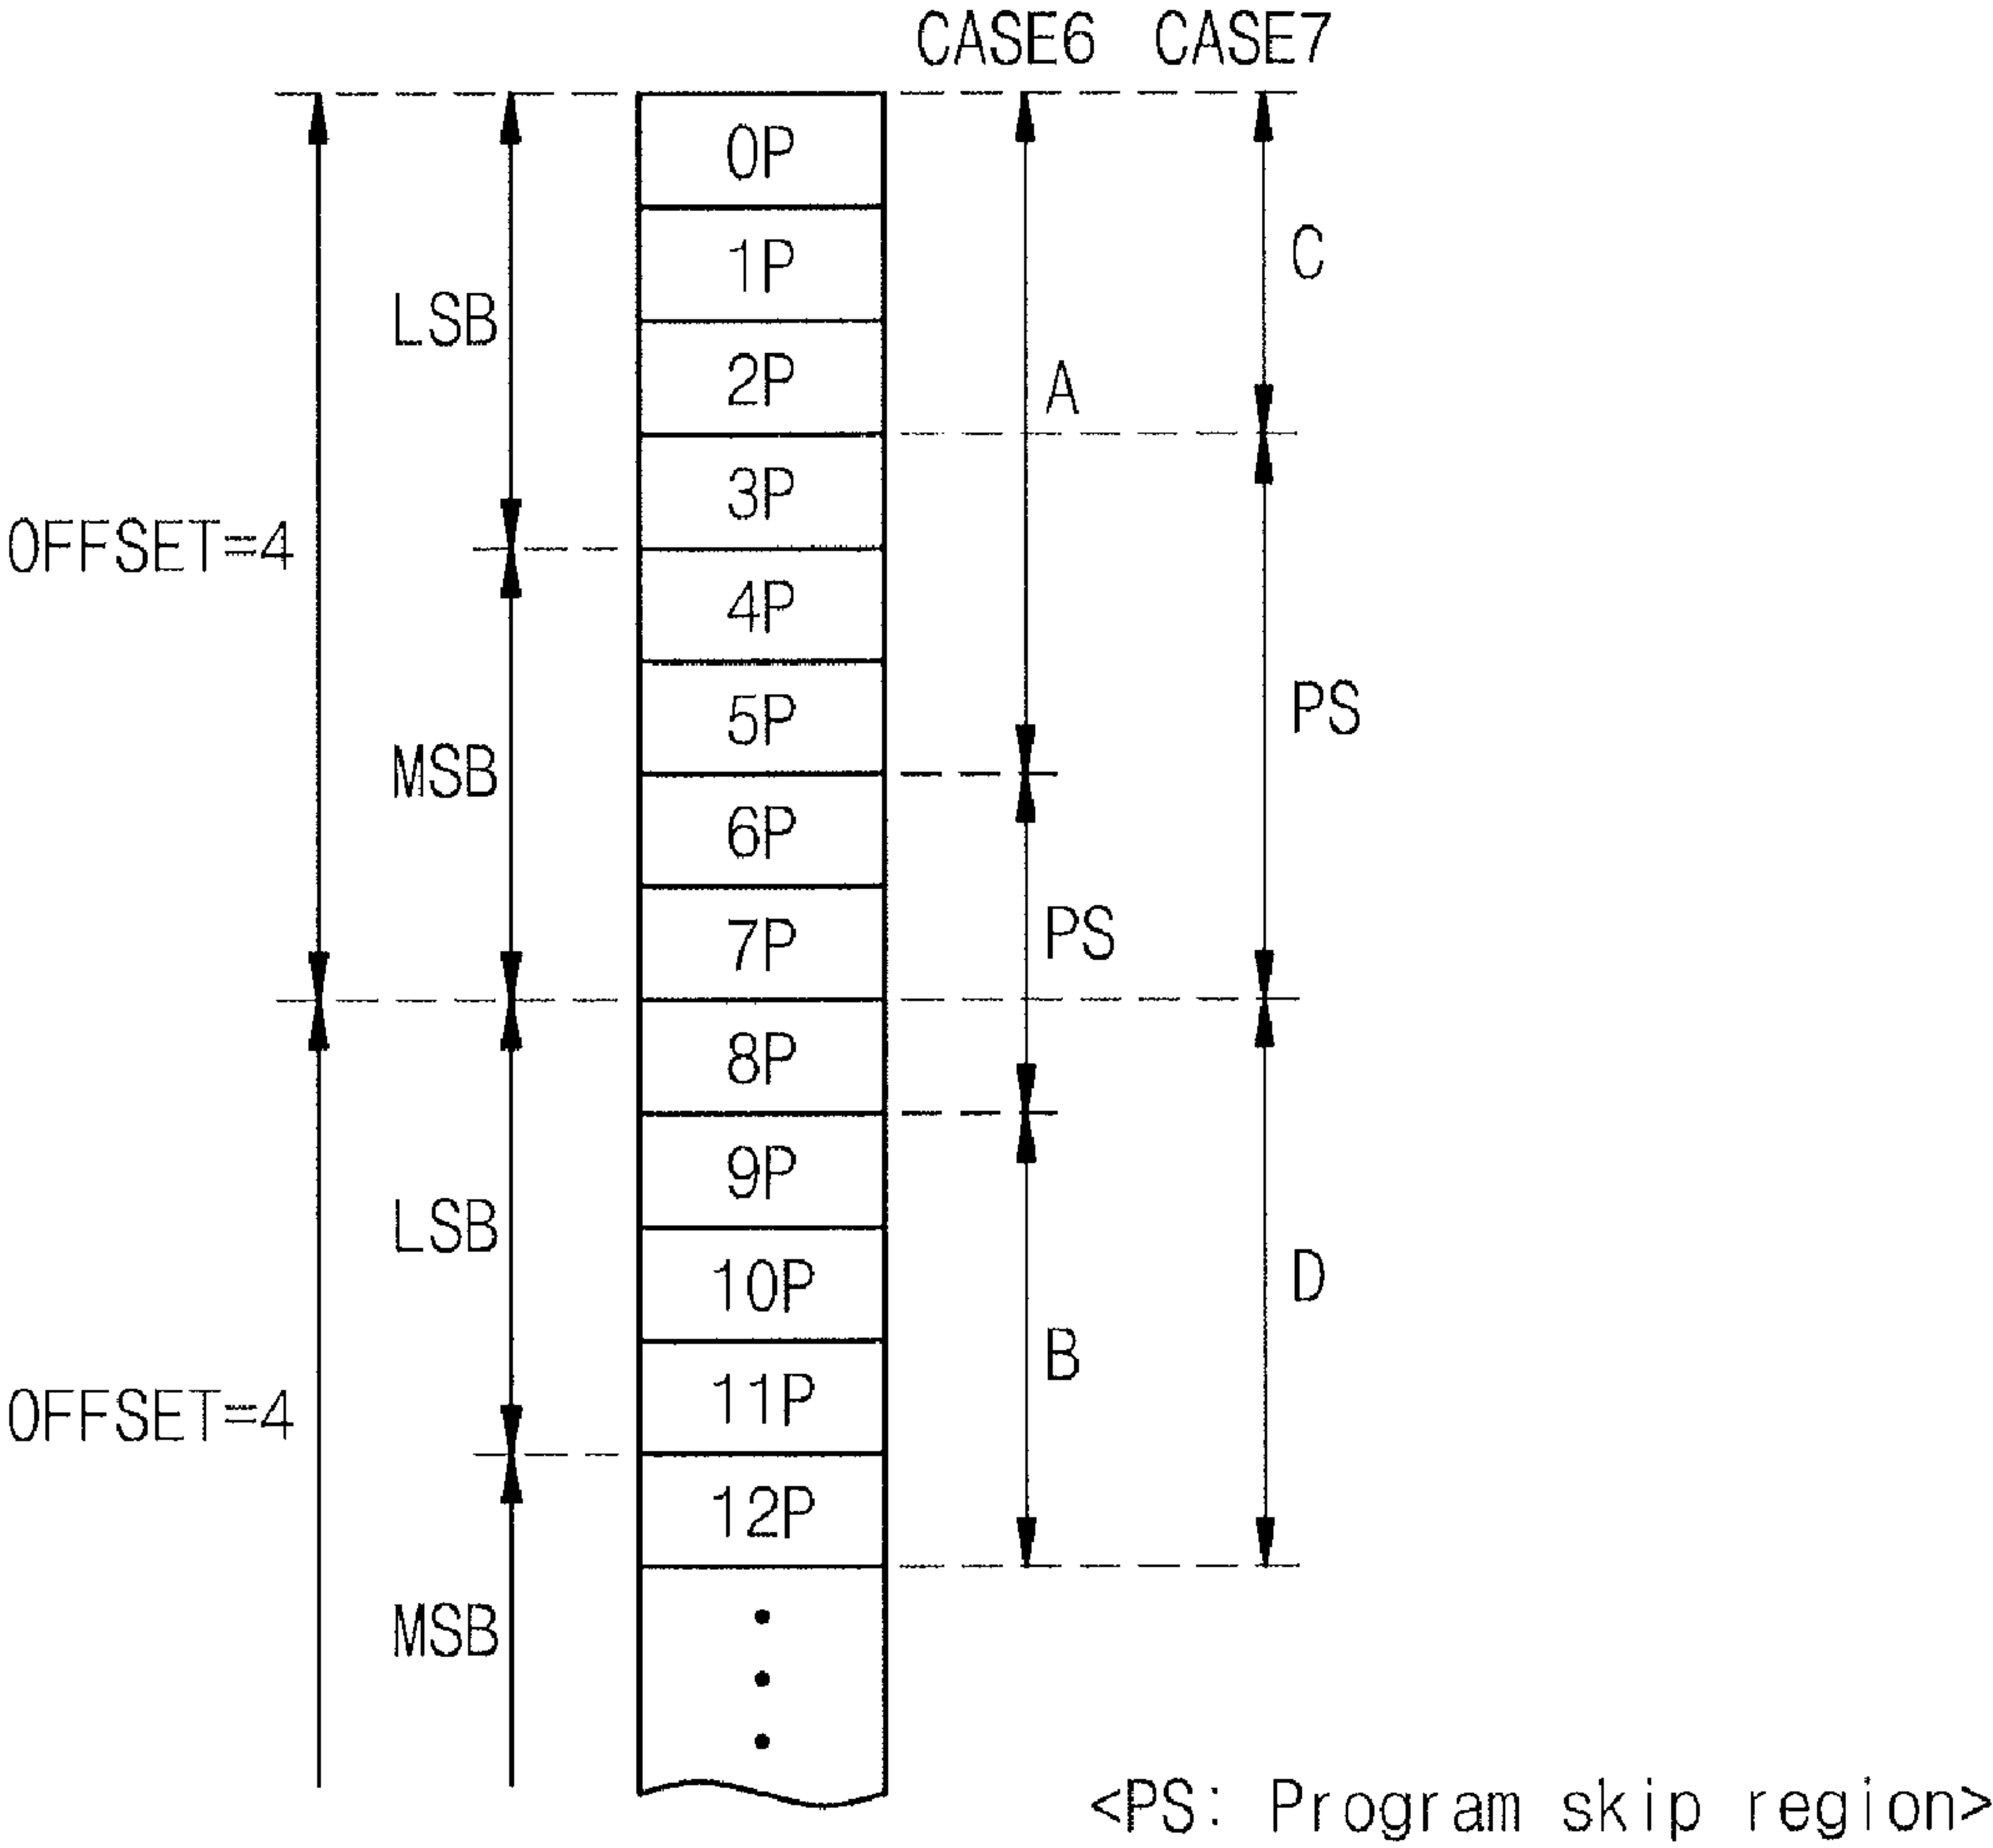 CASE6 CASE7
0P
1P
C
LSB
2P
A
3P
OFFSET=4
4P
5P
PS
MSB
6P
7P
PS
8P
9P
LSB
10P
D
B
11P
OFFSET=4
12P
MSB
<PS: Program skip region>